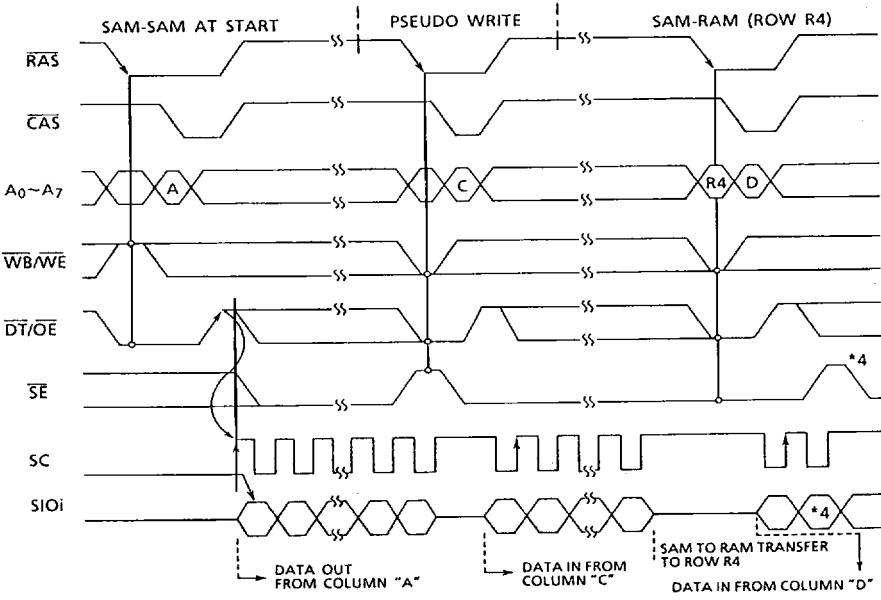 SAM-SAM AT START
PSEUDO WRITE
SAM-RAM (ROW R4)
RAS
CAS
A0~A7
A
C
R4
D
WB/WE
DT/OE
SE
*4
SC
SIOi
*4
DATA OUT
FROM COLUMN "A"
DATA IN FROM
COLUMN "C"
SAM TO RAM TRANSFER
TO ROW R4
DATA IN FROM COLUMN "D"